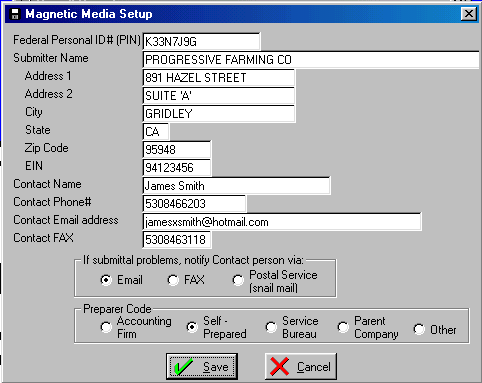 Magnetic Media Setup
Federal Personal ID# (PIN) K33N7J9G
Submitter Name PROGRESSIVE FARMING CO
Address 1 891 HAZEL STREET
Address 2 SUITE 'A'
City GRIDLEY
State CA
Zip Code 95948
EIN 94123456
Contact Name James Smith
Contact Phone# 5308466203
Contact Email address jamesxsmith@hotmail.com
Contact FAX 5308463118
If submittal problems, notify Contact person via:
Email FAX Postal Service
(snail mail)
Preparer Code
Accounting Self - Service Parent Other
Firm Prepared Bureau Company
Save Cancel